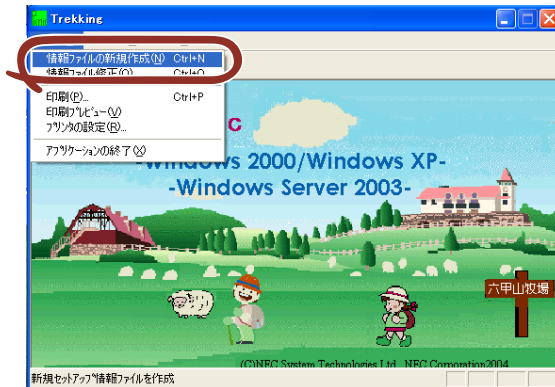 Trekking
情報ファイルの新規作成(N) Ctrl+N
情報ファイル修正(O) Ctrl+O
印刷(P)... Ctrl+P
印刷プレビュー(V)
プリンタの設定(R)...
アプリケーションの終了(X)
C
-Windows 2000/Windows XP-
-Windows Server 2003-
六甲山牧場
(C)NEC System Technologies,Ltd. NEC Corporation2004
新規セットアップ情報ファイルを作成